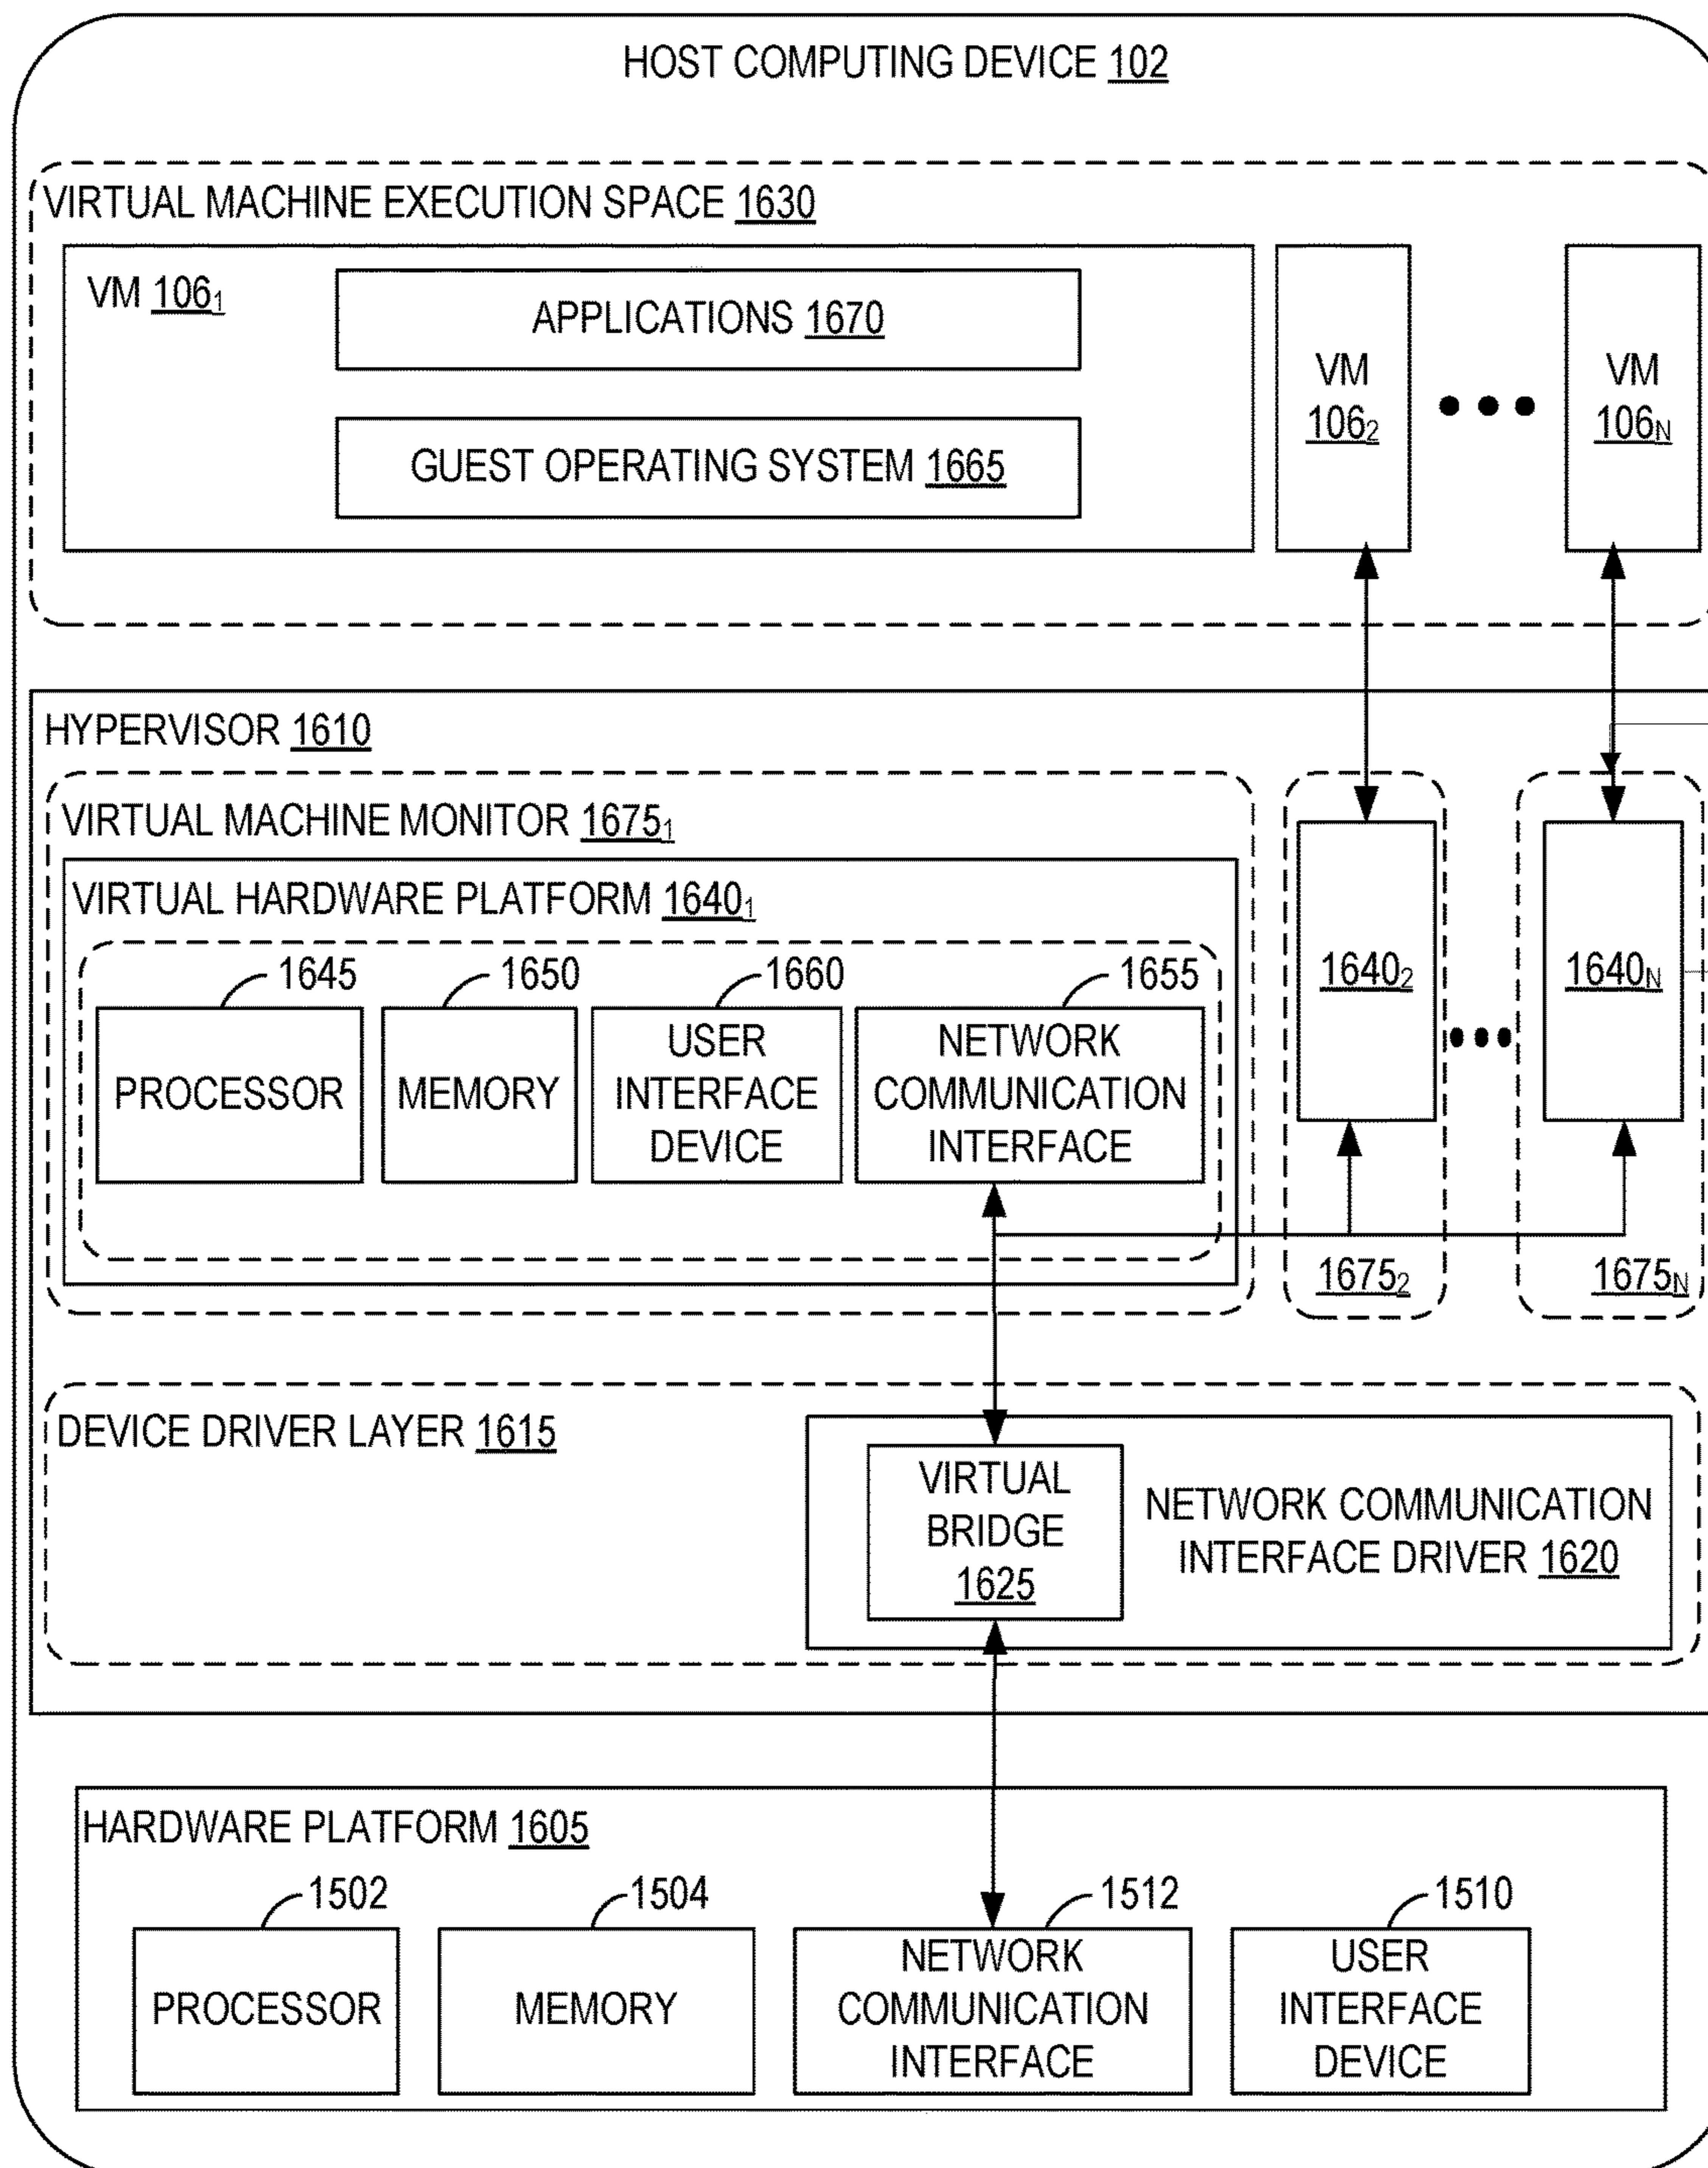 HOST COMPUTING DEVICE 102
VIRTUAL MACHINE EXECUTION SPACE 1630
VM 106₁
APPLICATIONS 1670
GUEST OPERATING SYSTEM 1665
VM
106₂
VM
106N
HYPERVISOR 1610
VIRTUAL MACHINE MONITOR 1675₁
VIRTUAL HARDWARE PLATFORM 1640₁
1645
PROCESSOR
1650
MEMORY
1660
USER
INTERFACE
DEVICE
1655
NETWORK
COMMUNICATION
INTERFACE
1640₂
1640N
1675₂
1675N
DEVICE DRIVER LAYER 1615
VIRTUAL
BRIDGE
1625
NETWORK COMMUNICATION
INTERFACE DRIVER 1620
HARDWARE PLATFORM 1605
1502
PROCESSOR
1504
MEMORY
1512
NETWORK
COMMUNICATION
INTERFACE
1510
USER
INTERFACE
DEVICE